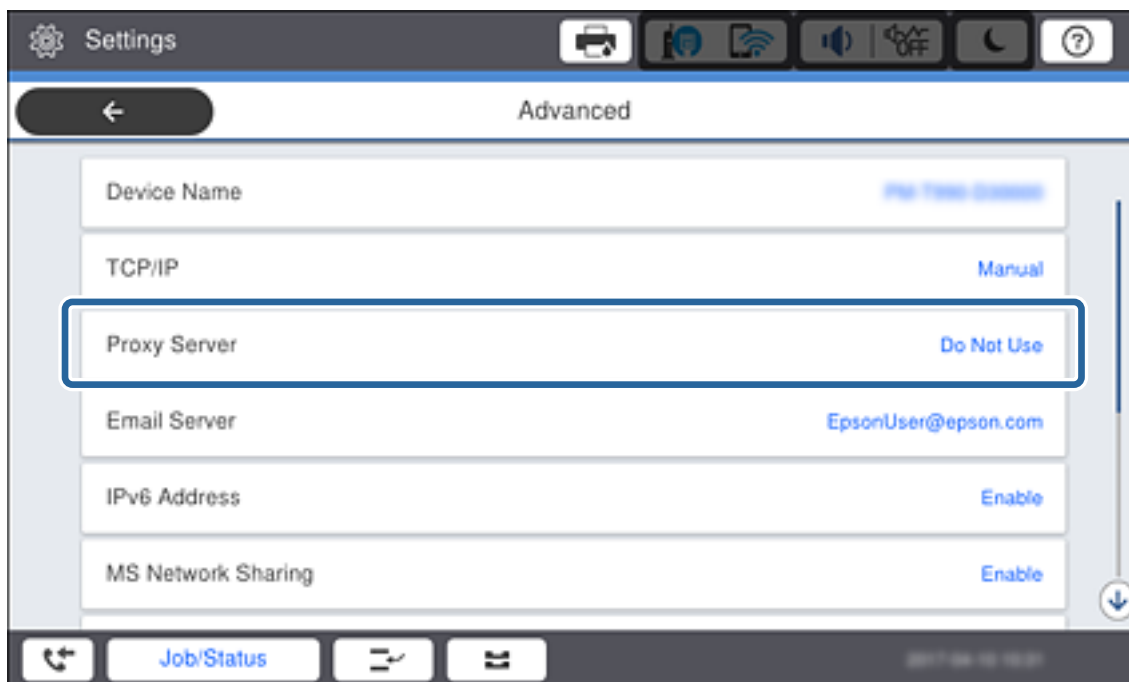 Settings
OFF
?
Advanced
Device Name
TCP/IP Manual
Proxy Server Do Not Use
Email Server EpsonUser@epson.com
IPv6 Address Enable
MS Network Sharing Enable
Job/Status